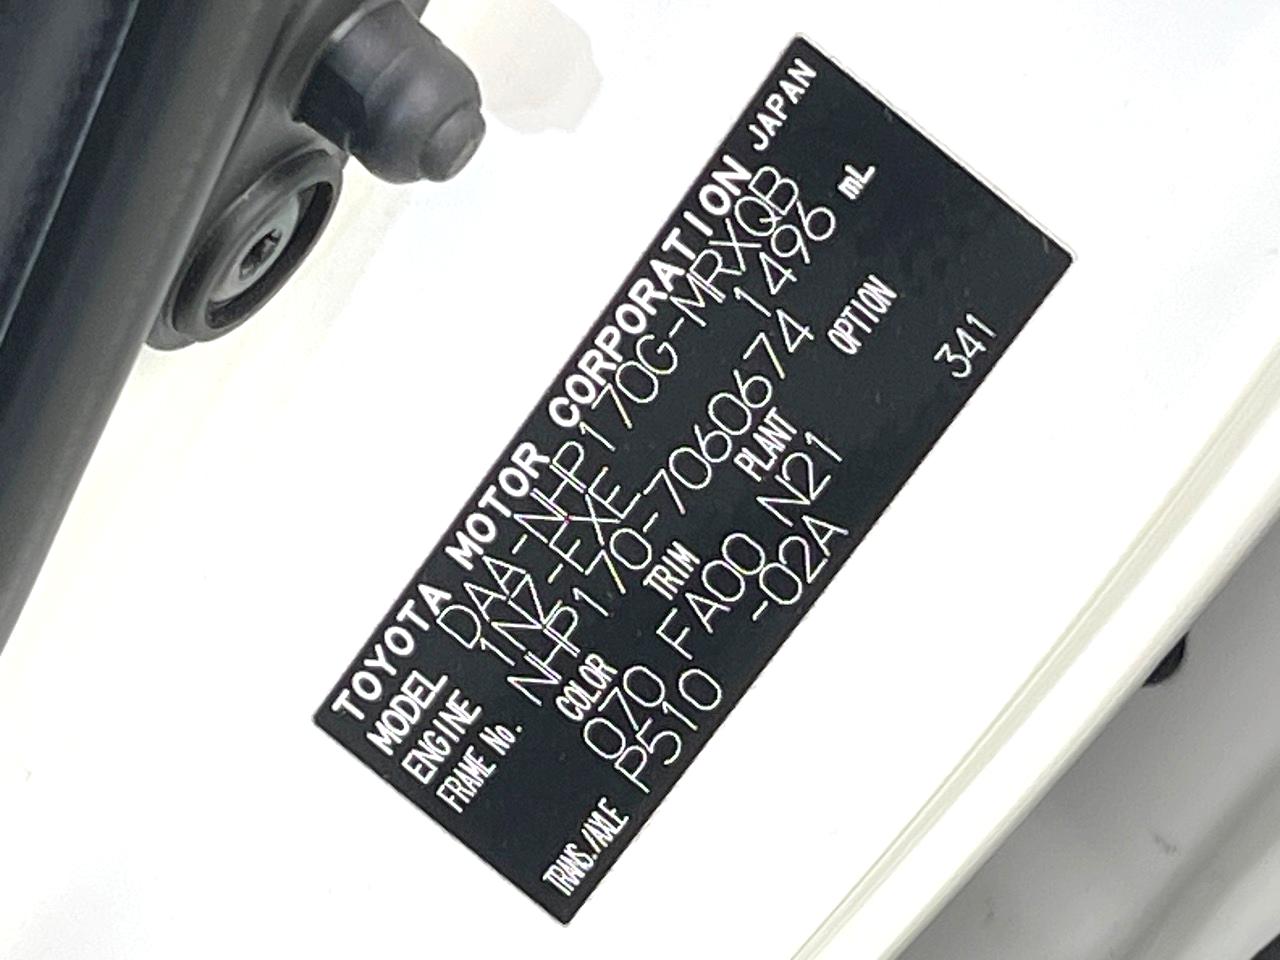 TOYOTA MOTOR CORPORATION JAPAN
MODEL DAA-NHP170G-MRXQB
ENGINE 1NZ-FXE 1496 mL
FRAME No. NHP170-7060674
COLOR TRIM PLANT OPTION
070 FA00 N21 341
TRANS./AXLE P510 -02A